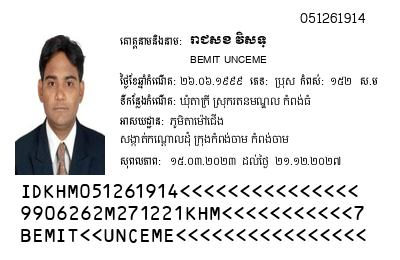 051261914
គោត្តនាមនិងនាម: រាជសខ វិសទ្
BEMIT UNCEME
ថ្ងៃខែឆ្នាំកំណើត: ២៦.០៦.១៩៩៩ ភេទ: ប្រុស កំពស់: ១៥២ ស.ម
ទីកន្លែងកំណើត: ឃុំតាក្រី ស្រុករតនមណ្ឌល កំពង់ធំ
អាសយដ្ឋាន: ភូមិតាម៉ៅជើង
សង្កាត់កណ្ដោលដុំ ក្រុងកំពង់ចាម កំពង់ចាម
សុពលភាព: ១៥.០៣.២០២៣ ដល់ថ្ងៃ ២១.១២.២០២៧
IDKHM051261914<<<<<<<<<<<<<<<
9906262M271221KHM<<<<<<<<<<<7
BEMIT<<UNCEME<<<<<<<<<<<<<<<<